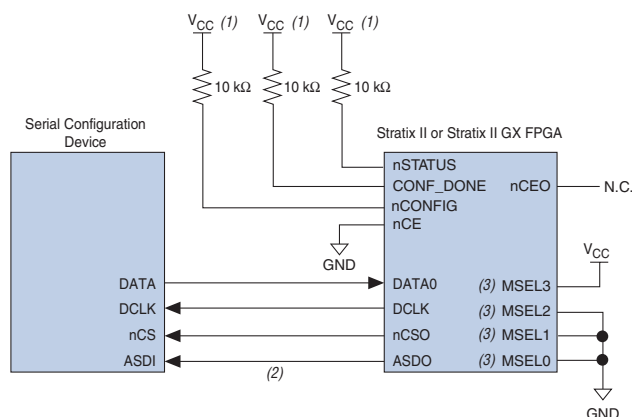 VCC (1) VCC (1) VCC (1)
10 kΩ 10 kΩ 10 kΩ
Serial Configuration
Device
Stratix II or Stratix II GX FPGA
nSTATUS
CONF_DONE nCEO N.C.
nCONFIG
nCE
GND
VCC
DATA DATA0 (3) MSEL3
DCLK DCLK (3) MSEL2
nCS nCSO (3) MSEL1
ASDI (2) ASDO (3) MSEL0
GND